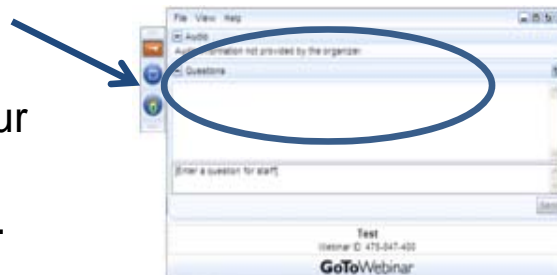 File View Help
Audio
Audio information not provided by the organizer
Questions
ur
[Enter a question for staff]
.
Test
Webinar ID: 475-847-400
GoToWebinar